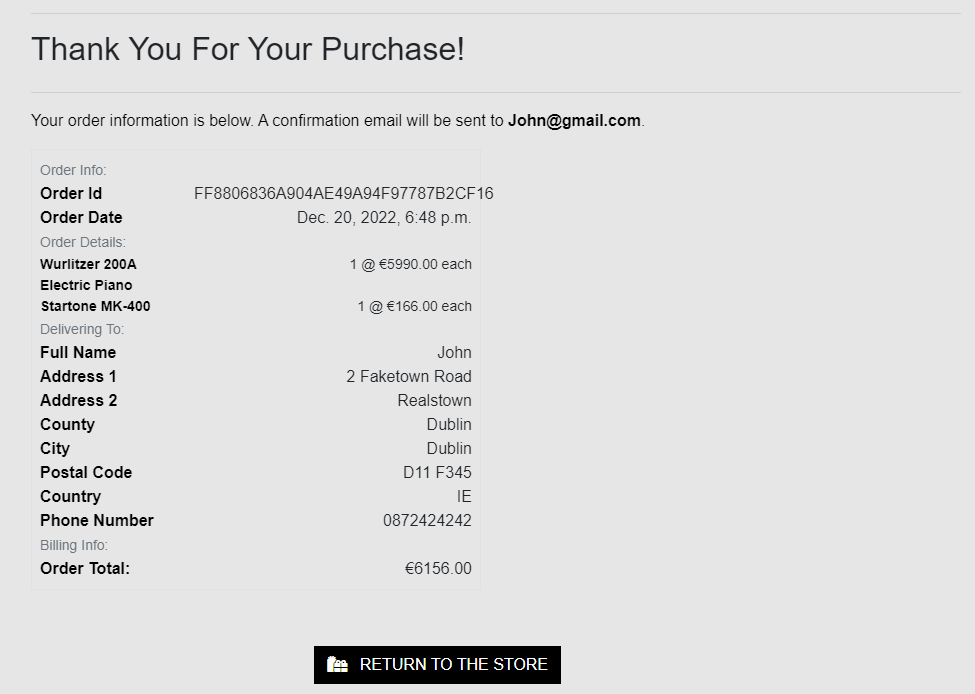 Thank You For Your Purchase!
Your order information is below. A confirmation email will be sent to John@gmail.com.
Order Info:
Order Id FF8806836A904AE49A94F97787B2CF16
Order Date Dec. 20, 2022, 6:48 p.m.
Order Details:
Wurlitzer 200A 1 @ €5990.00 each
Electric Piano
Startone MK-400 1 @ €166.00 each
Delivering To:
Full Name John
Address 1 2 Faketown Road
Address 2 Realstown
County Dublin
City Dublin
Postal Code D11 F345
Country IE
Phone Number 0872424242
Billing Info:
Order Total: €6156.00
RETURN TO THE STORE